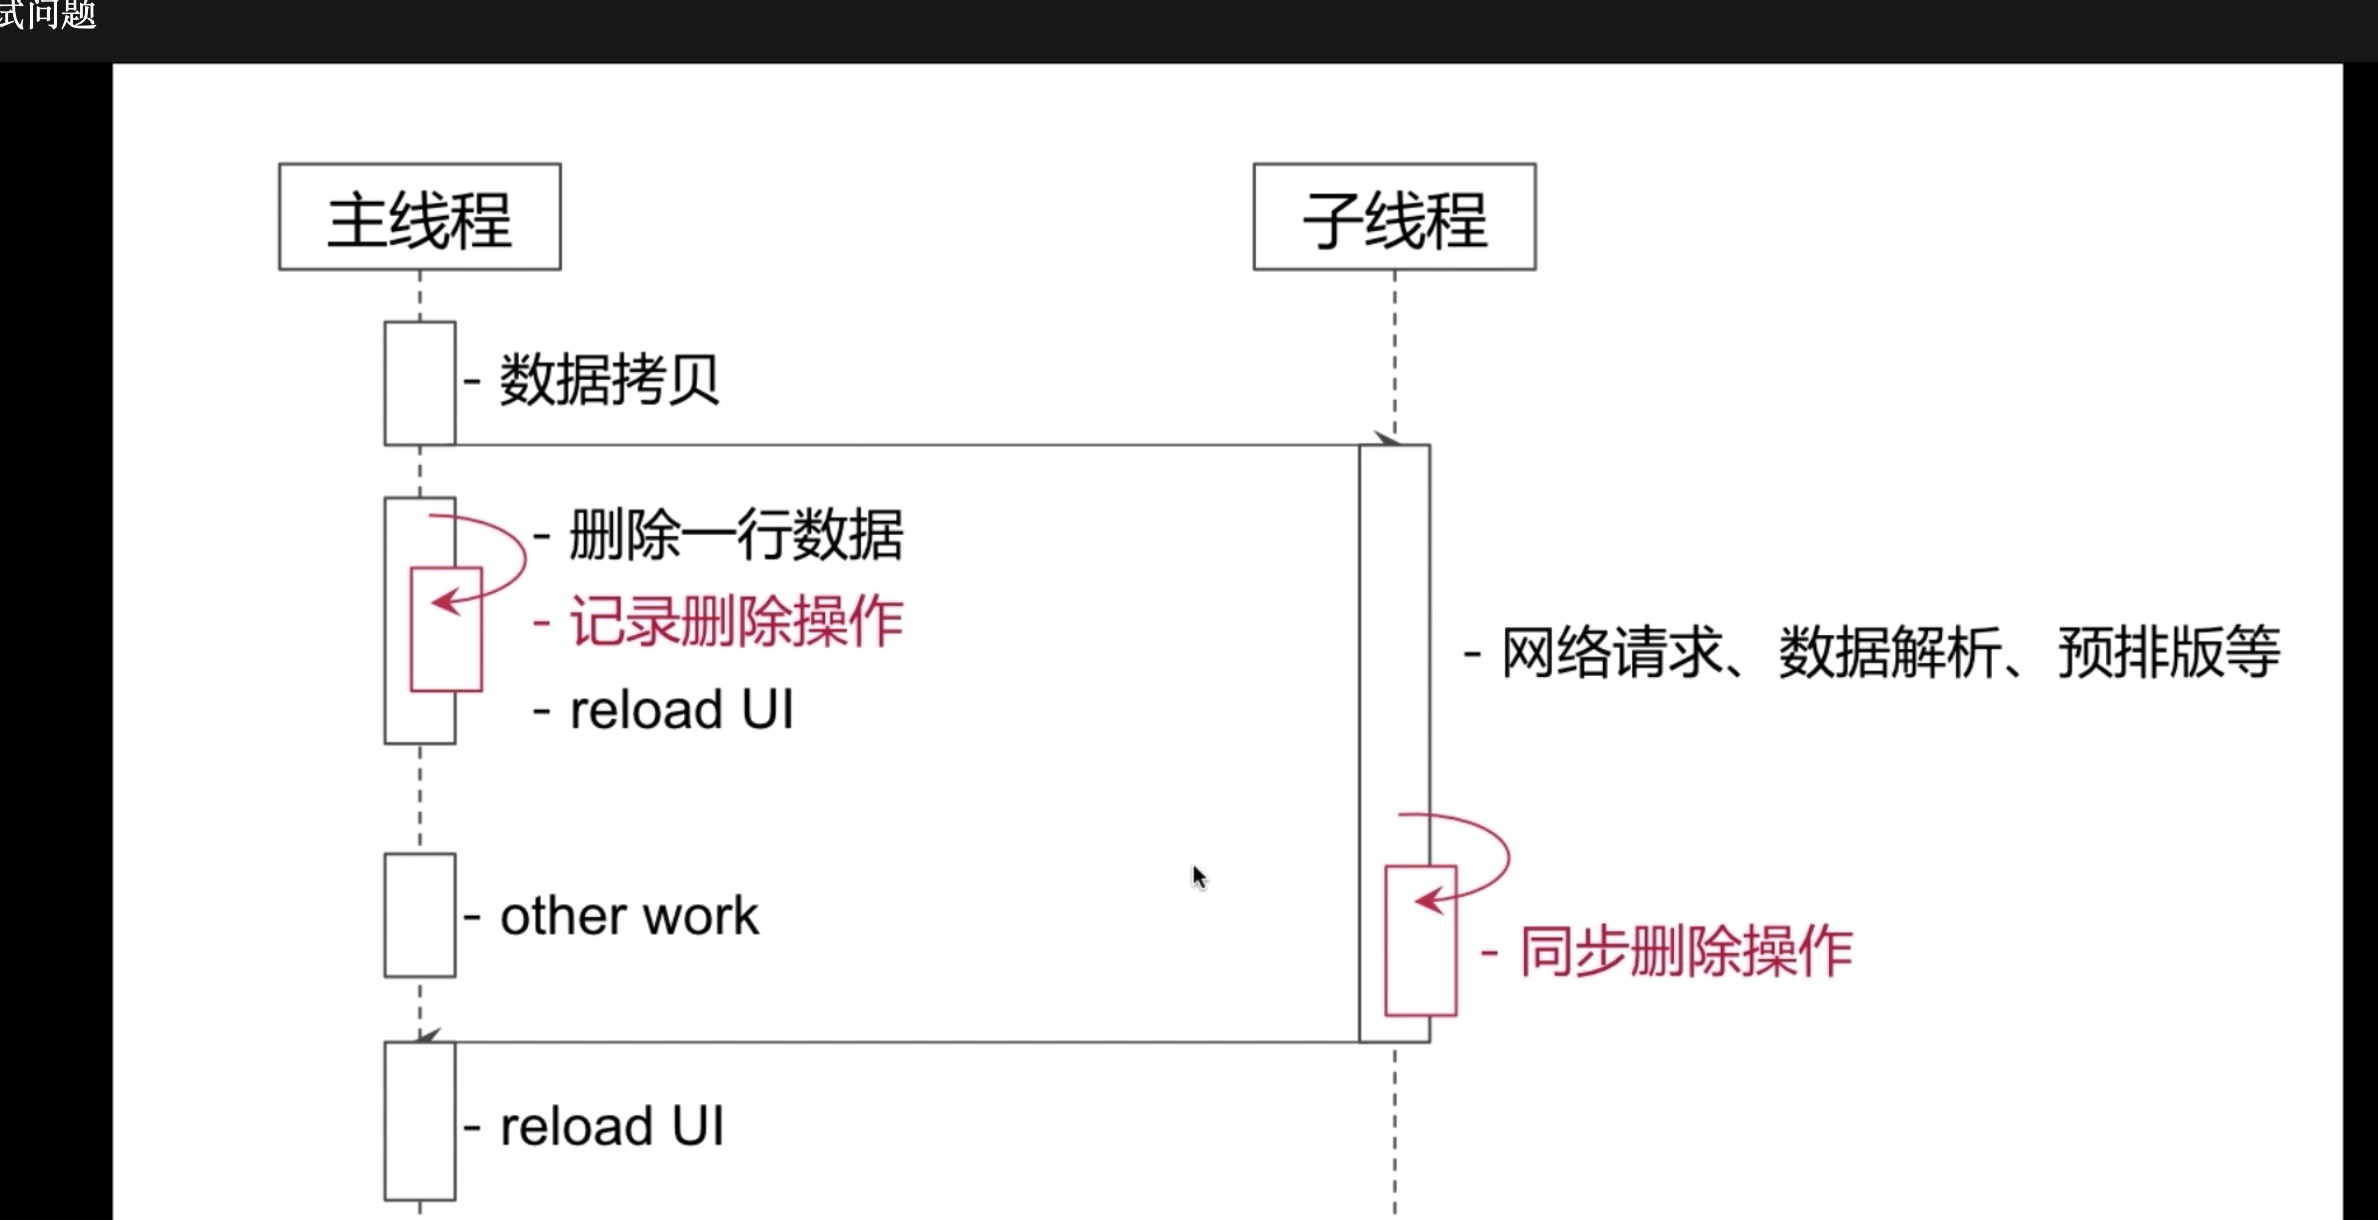 试问题
主线程
子线程
- 数据拷贝
- 删除一行数据
- 记录删除操作
- reload UI
- 网络请求、数据解析、预排版等
- other work
- 同步删除操作
- reload UI